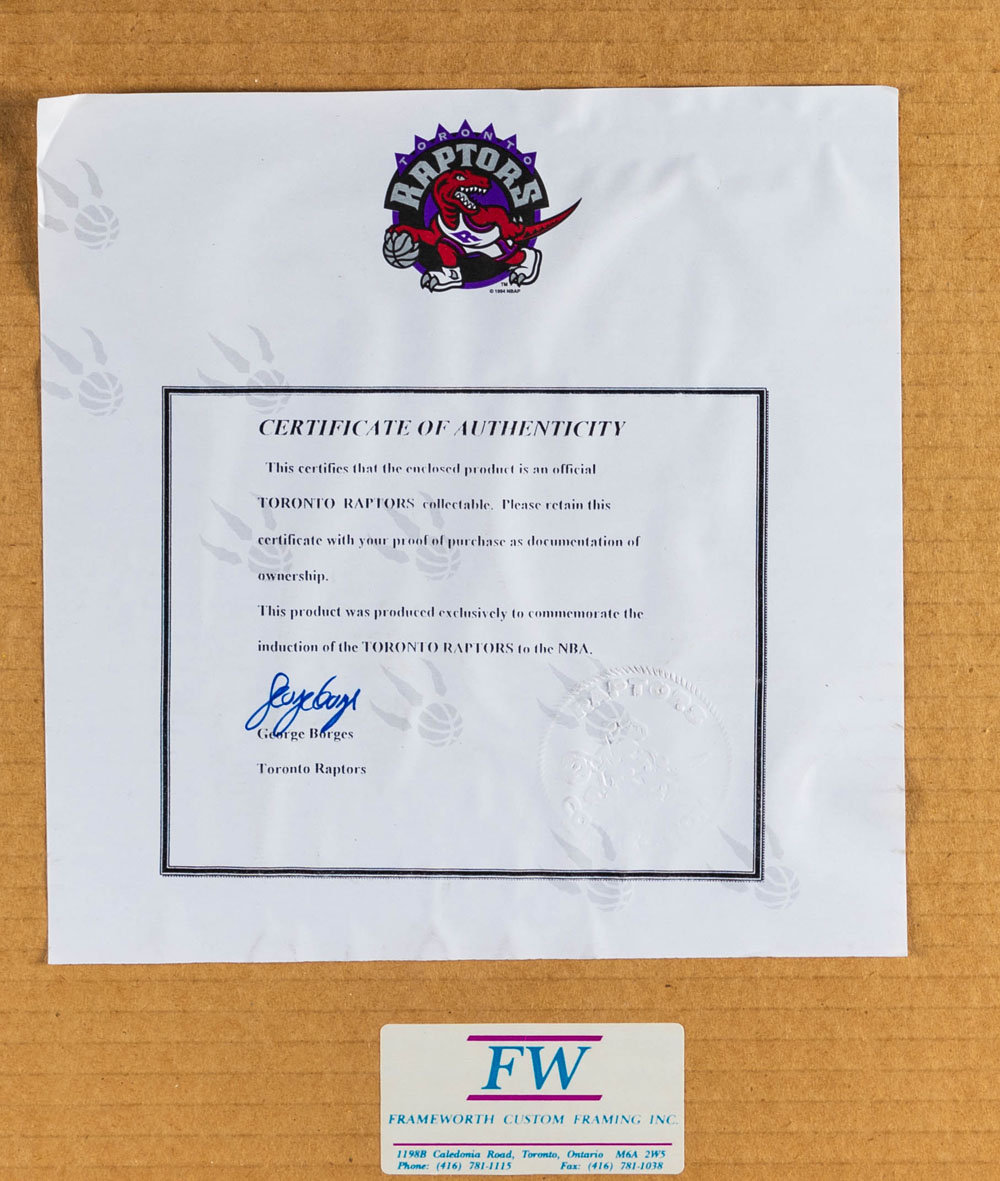 TORONTO
RAPTORS
TM
© 1994 NBAP
CERTIFICATE OF AUTHENTICITY
This certifies that the enclosed product is an official
TORONTO RAPTORS collectable. Please retain this
certificate with your proof of purchase as documentation of
ownership.
This product was produced exclusively to commemorate the
induction of the TORONTO RAPTORS to the NBA.
George Borges
Toronto Raptors
RAPTORS
FW
FRAMEWORTH CUSTOM FRAMING INC.
1198B Caledonia Road, Toronto, Ontario M6A 2W5
Phone: (416) 781-1115 Fax: (416) 781-1038